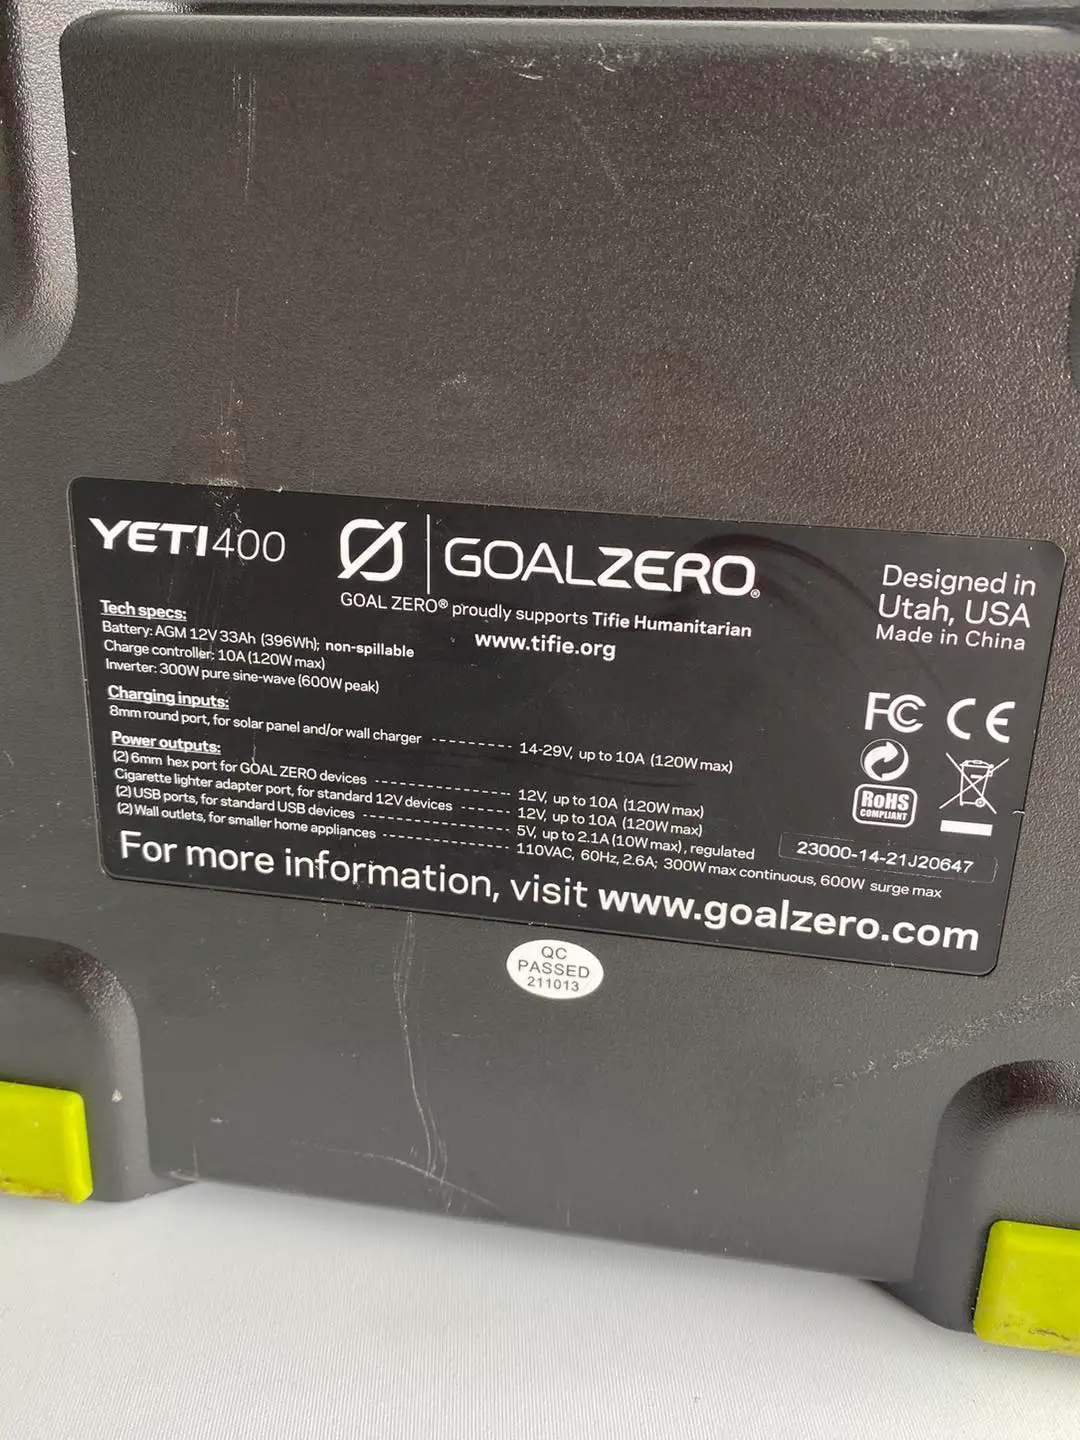 YETI400
GOALZERO®
GOAL ZERO® proudly supports Tifie Humanitarian
www.tifie.org
Designed in
Utah, USA
Made in China
Tech specs:
Battery: AGM 12V 33Ah (396Wh); non-spillable
Charge controller: 10A (120W max)
Inverter: 300W pure sine-wave (600W peak)
Charging inputs:
8mm round port, for solar panel and/or wall charger --------- 14-29V, up to 10A (120W max)
Power outputs:
(2) 6mm hex port for GOAL ZERO devices --------------- 12V, up to 10A (120W max)
Cigarette lighter adapter port, for standard 12V devices ------ 12V, up to 10A (120W max)
(2) USB ports, for standard USB devices ---------------- 5V, up to 2.1A (10W max), regulated
(2) Wall outlets, for smaller home appliances -------------- 110VAC, 60Hz, 2.6A; 300W max continuous, 600W surge max
FC CE
RoHS
COMPLIANT
23000-14-21J20647
For more information, visit www.goalzero.com
QC
PASSED
211013